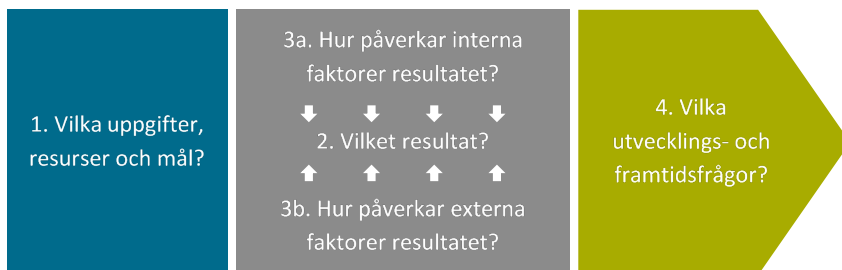 1. Vilka uppgifter,
resurser och mål?
3a. Hur påverkar interna
faktorer resultatet?
2. Vilket resultat?
3b. Hur påverkar externa
faktorer resultatet?
4. Vilka
utvecklings- och
framtidsfrågor?